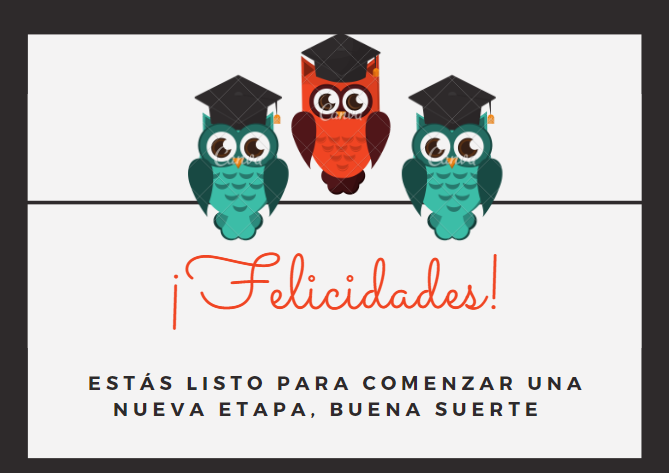 ¡Felicidades!
ESTÁS LISTO PARA COMENZAR UNA
NUEVA ETAPA, BUENA SUERTE